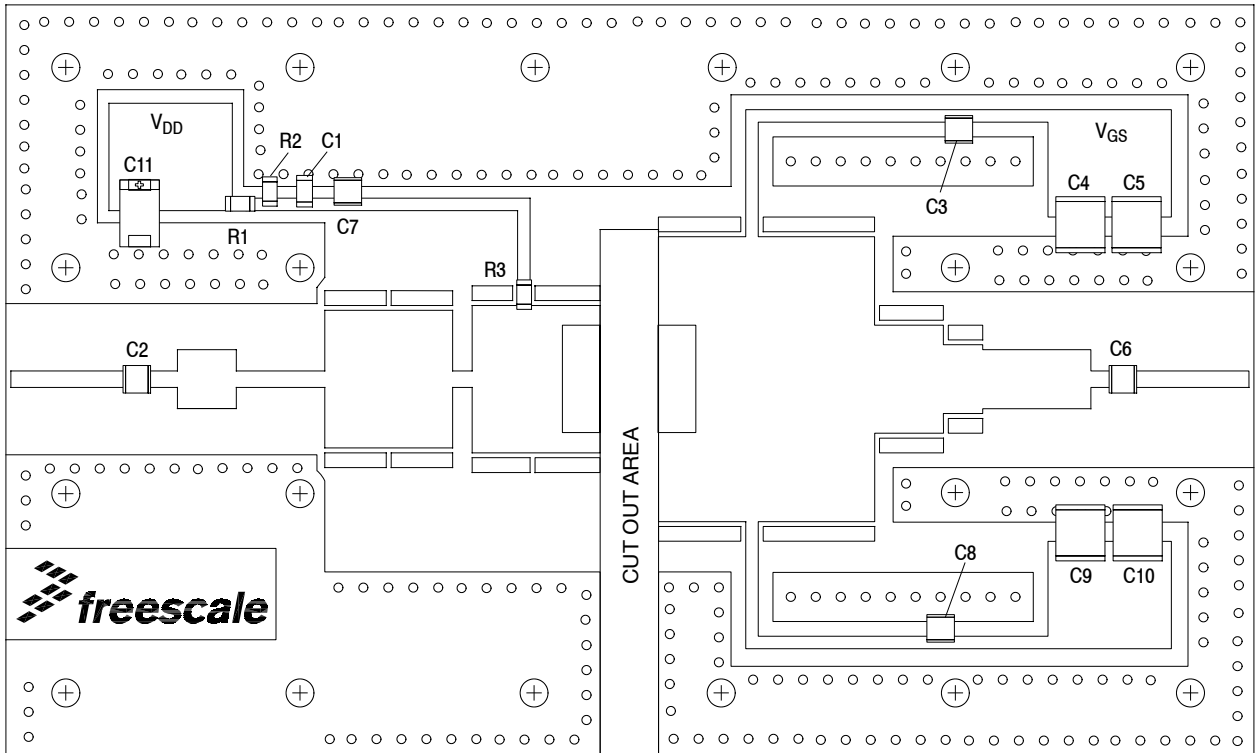 VDD
VGS
C11
R2
C1
C3
C4
C5
R1
C7
R3
C2
C6
CUT OUT AREA
C8
C9
C10
freescale